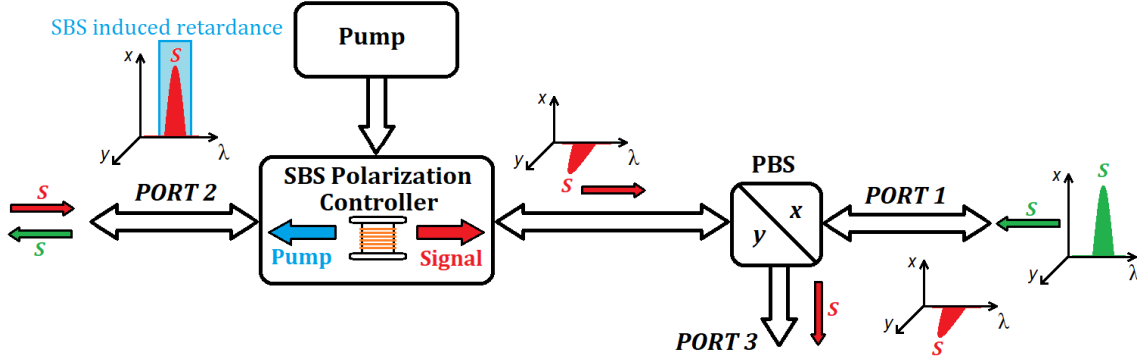 SBS induced retardance
Pump
x
S
y
λ
x
y
λ
S
PBS
S
x
S
y
λ
SBS Polarization
Controller
PORT 2
PORT 1
S
S
x
y
Pump
Signal
x
y
λ
S
S
PORT 3